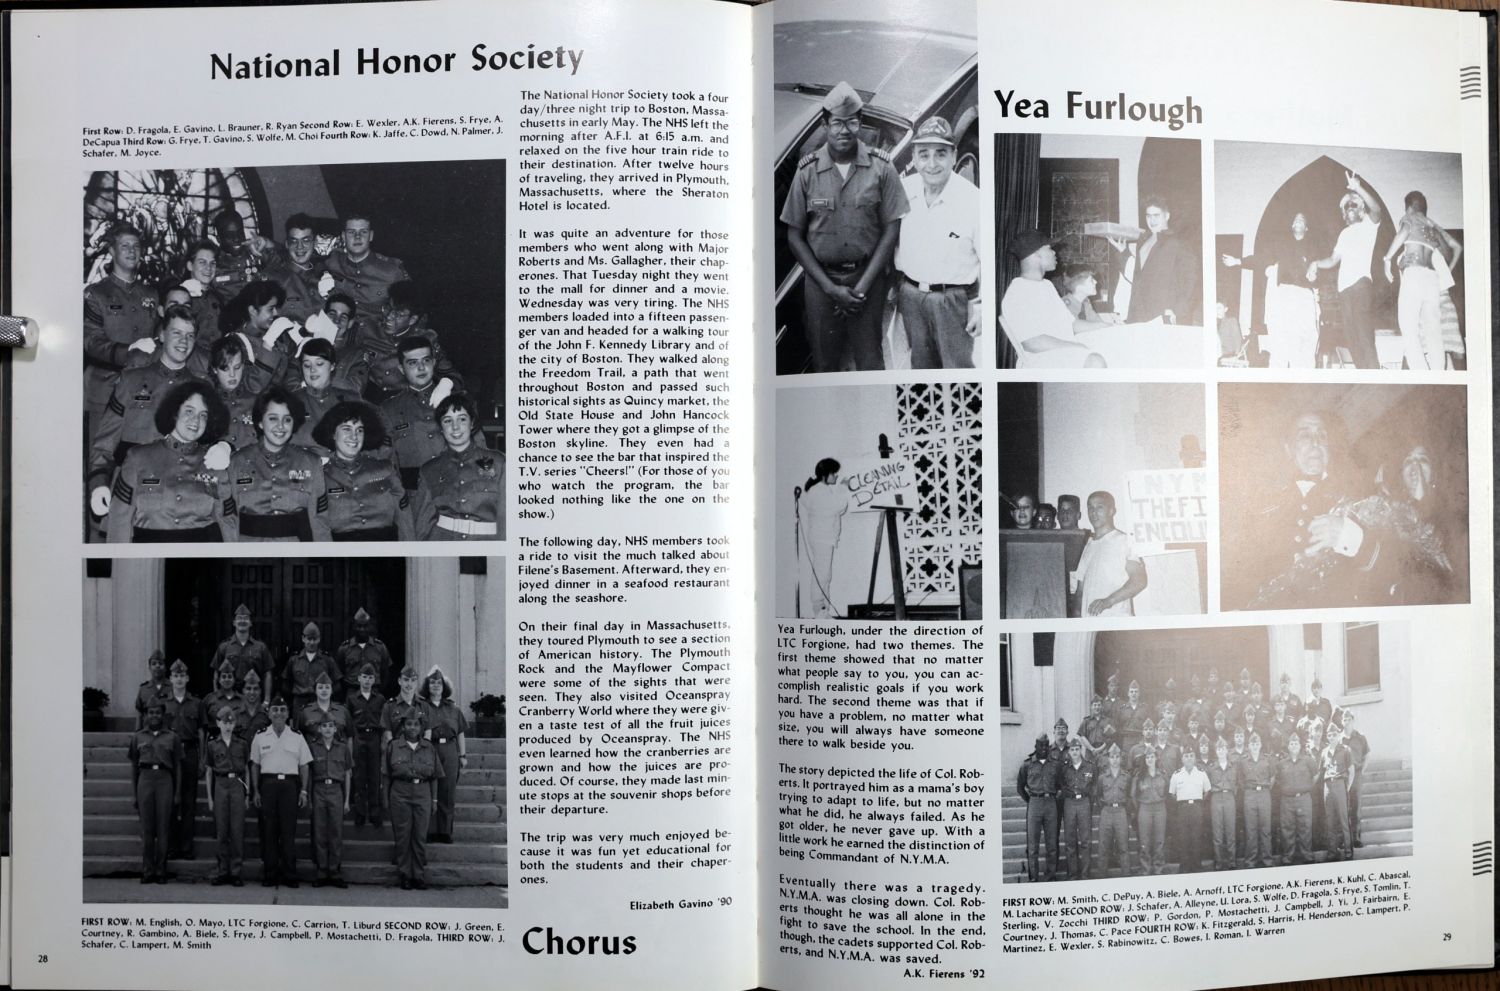 National Honor Society
First Row: D. Fragola, E. Gavino, L. Brauner, R. Ryan Second Row: E. Wexler, A.K. Fierens, S. Frye, A.
DeCapua Third Row: G. Frye, T. Gavino, S. Wolfe, M. Choi Fourth Row: K. Jaffe, C. Dowd, N. Palmer, J.
Schafer, M. Joyce.
The National Honor Society took a four
day/three night trip to Boston, Massa-
chusetts in early May. The NHS left the
morning after A.F.I. at 6:15 a.m. and
relaxed on the five hour train ride to
their destination. After twelve hours
of traveling, they arrived in Plymouth,
Massachusetts, where the Sheraton
Hotel is located.
It was quite an adventure for those
members who went along with Major
Roberts and Ms. Gallagher, their chap-
erones. That Tuesday night they went
to the mall for dinner and a movie.
Wednesday was very tiring. The NHS
members loaded into a fifteen passen-
ger van and headed for a walking tour
of the John F. Kennedy Library and of
the city of Boston. They walked along
the Freedom Trail, a path that went
throughout Boston and passed such
historical sights as Quincy market, the
Old State House and John Hancock
Tower where they got a glimpse of the
Boston skyline. They even had a
chance to see the bar that inspired the
T.V. series "Cheers!" (For those of you
who watch the program, the bar
looked nothing like the one on the
show.)
The following day, NHS members took
a ride to visit the much talked about
Filene's Basement. Afterward, they en-
joyed dinner in a seafood restaurant
along the seashore.
On their final day in Massachusetts,
they toured Plymouth to see a section
of American history. The Plymouth
Rock and the Mayflower Compact
were some of the sights that were
seen. They also visited Oceanspray
Cranberry World where they were giv-
en a taste test of all the fruit juices
produced by Oceanspray. The NHS
even learned how the cranberries are
grown and how the juices are pro-
duced. Of course, they made last min-
ute stops at the souvenir shops before
their departure.
The trip was very much enjoyed be-
cause it was fun yet educational for
both the students and their chaper-
ones.
Elizabeth Gavino '90
FIRST ROW: M. English, O. Mayo, LTC Forgione, C. Carrion, T. Liburd SECOND ROW: J. Green, E.
Courtney, R. Gambino, A. Biele, S. Frye, J. Campbell, P. Mostachetti, D. Fragola, THIRD ROW: J.
Schafer, C. Lampert, M. Smith
Chorus
28
Yea Furlough
CLEANING
DETAIL
NYM
THEFI
ENCOU
Yea Furlough, under the direction of
LTC Forgione, had two themes. The
first theme showed that no matter
what people say to you, you can ac-
complish realistic goals if you work
hard. The second theme was that if
you have a problem, no matter what
size, you will always have someone
there to walk beside you.
The story depicted the life of Col. Rob-
erts. It portrayed him as a mama's boy
trying to adapt to life, but no matter
what he did, he always failed. As he
got older, he never gave up. With a
little work he earned the distinction of
being Commandant of N.Y.M.A.
Eventually there was a tragedy.
N.Y.M.A. was closing down. Col. Rob-
erts thought he was all alone in the
fight to save the school. In the end,
though, the cadets supported Col. Rob-
erts, and N.Y.M.A. was saved.
A.K. Fierens '92
FIRST ROW: M. Smith, C. DePuy, A. Biele, A. Arnoff, LTC Forgione, A.K. Fierens, K. Kuhl, C. Abascal,
M. Lacharite SECOND ROW: J. Schafer, A. Alleyne, U. Lora, S. Wolfe, D. Fragola, S. Frye, S. Tomlin, T.
Sterling, V. Zocchi THIRD ROW: P. Gordon, P. Mostachetti, J. Campbell, J. Yi, J. Fairbairn, E.
Courtney, J. Thomas, C. Pace FOURTH ROW: K. Fitzgerald, S. Harris, H. Henderson, C. Lampert, P.
Martinez, E. Wexler, S. Rabinowitz, C. Bowes, I. Roman, I. Warren
29